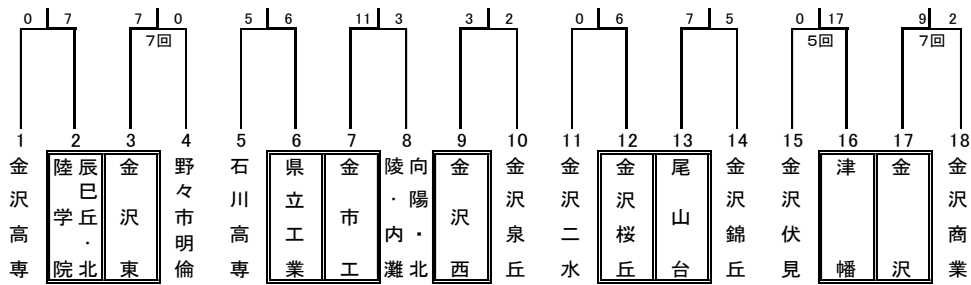 0 7 7 0 5 6 11 3 3 2 0 6 7 5 0 17 9 2
7回 5回 7回
1 2 3 4 5 6 7 8 9 10 11 12 13 14 15 16 17 18
金沢高専
辰巳丘・北
陸学院
金沢東
野々市明倫
石川高専
県立工業
金市工
向陽・北
陵・内灘
金沢西
金沢泉丘
金沢二水
金沢桜丘
尾山台
金沢錦丘
金沢伏見
津幡
金沢
金沢商業